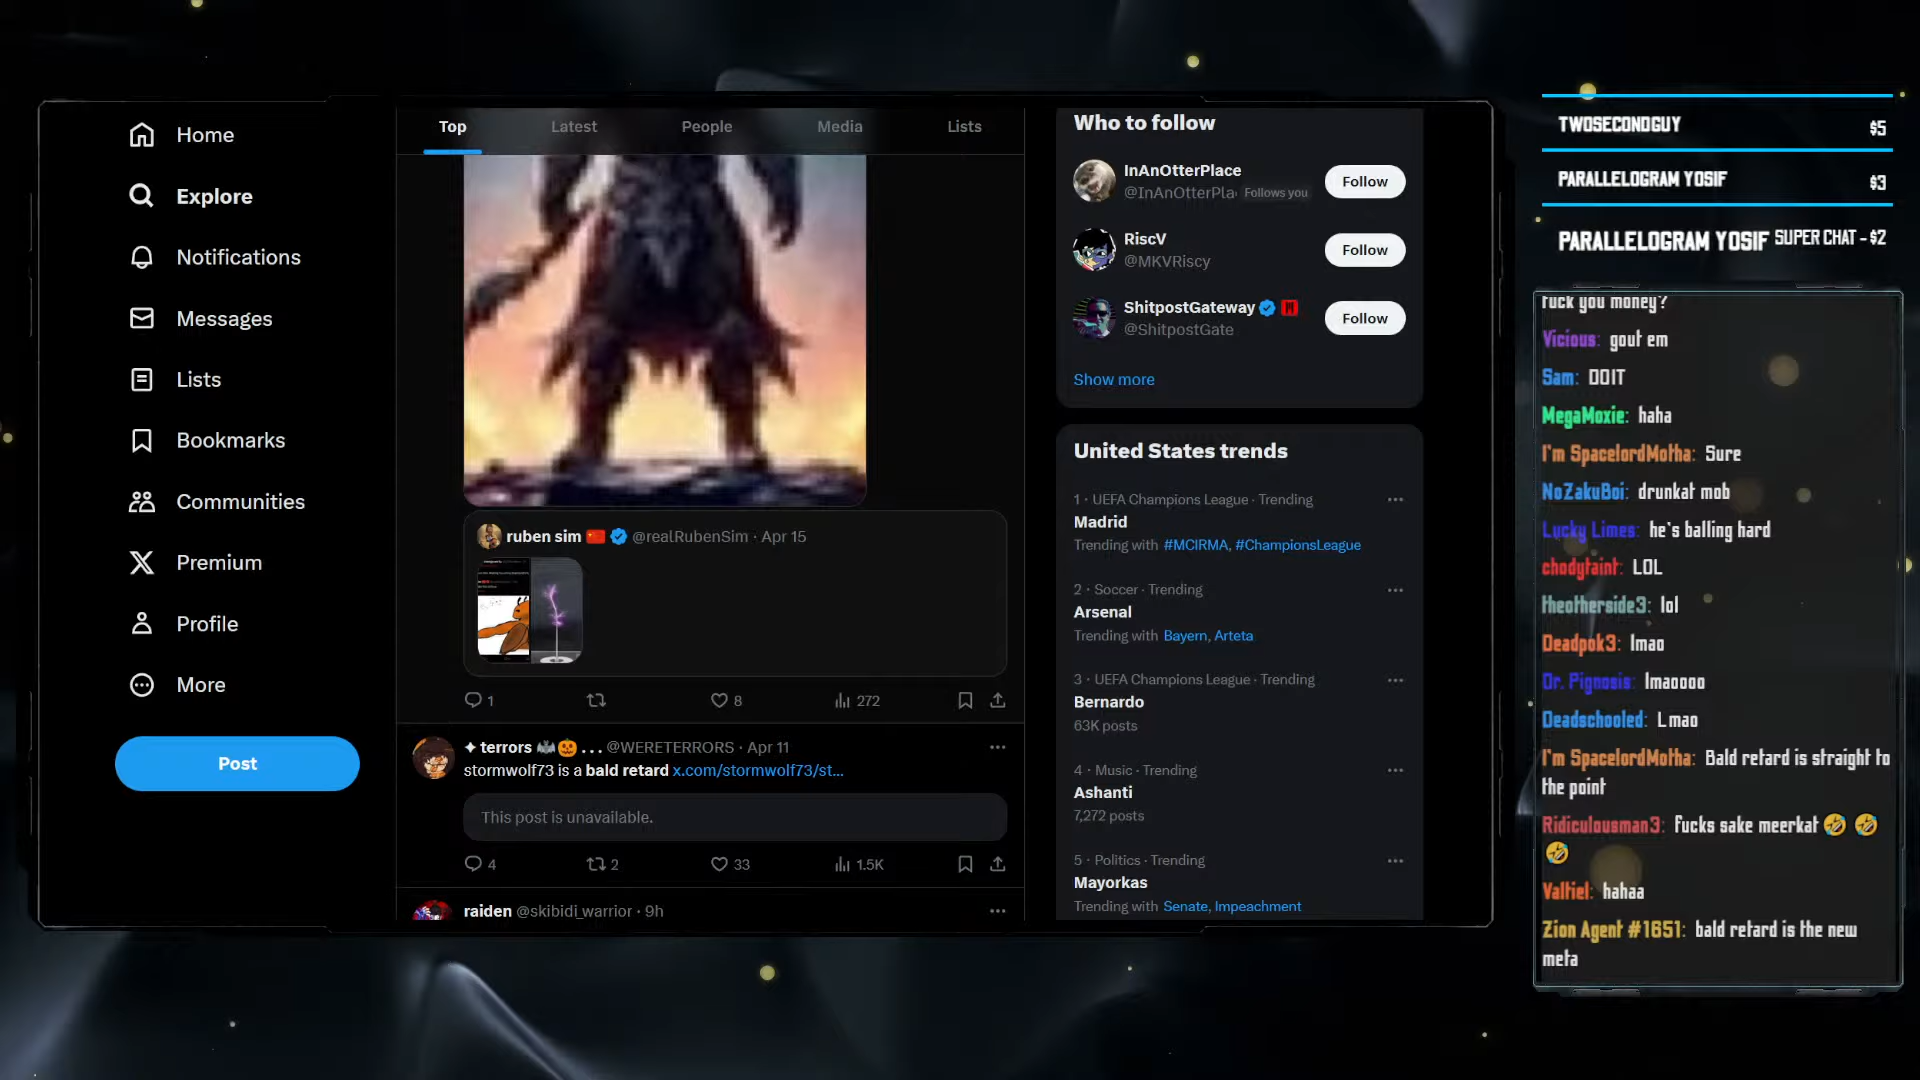 Home
Explore
Notifications
Messages
Lists
Bookmarks
Communities
Premium
Profile
More
Post
Top
Latest
People
Media
Lists
ruben sim @realRubenSim · Apr 15
1
8
272
✦ terrors 🦇🎃 . . . @WERETERRORS · Apr 11
stormwolf73 is a bald retard x.com/stormwolf73/st...
This post is unavailable.
4
2
33
1.5K
raiden @skibidi_warrior · 9h
Who to follow
InAnOtterPlace
@InAnOtterPla Follows you
Follow
RiscV
@MKVRiscy
Follow
ShitpostGateway
@ShitpostGate
Follow
Show more
United States trends
1 · UEFA Champions League · Trending
Madrid
Trending with #MCIRMA, #ChampionsLeague
2 · Soccer · Trending
Arsenal
Trending with Bayern, Arteta
3 · UEFA Champions League · Trending
Bernardo
63K posts
4 · Music · Trending
Ashanti
7,272 posts
5 · Politics · Trending
Mayorkas
Trending with Senate, Impeachment
TWOSECONDGUY $5
PARALLELOGRAM YOSIF $3
PARALLELOGRAM YOSIF SUPER CHAT - $2
fuck you money?
Vicious: gout em
Sam: DOIT
MegaMoxie: haha
I'm SpacelordMotha: Sure
NoZakuBoi: drunkat mob
Lucky Limes: he's balling hard
chodytaint: LOL
theotherside3: lol
Deadpok3: lmao
Dr. Pignosis: lmaoooo
Deadschooled: Lmao
I'm SpacelordMotha: Bald retard is straight to
the point
Ridiculousman3: fucks sake meerkat 🤣 🤣
🤣
Valtiel: hahaa
Zion Agent #1651: bald retard is the new
meta